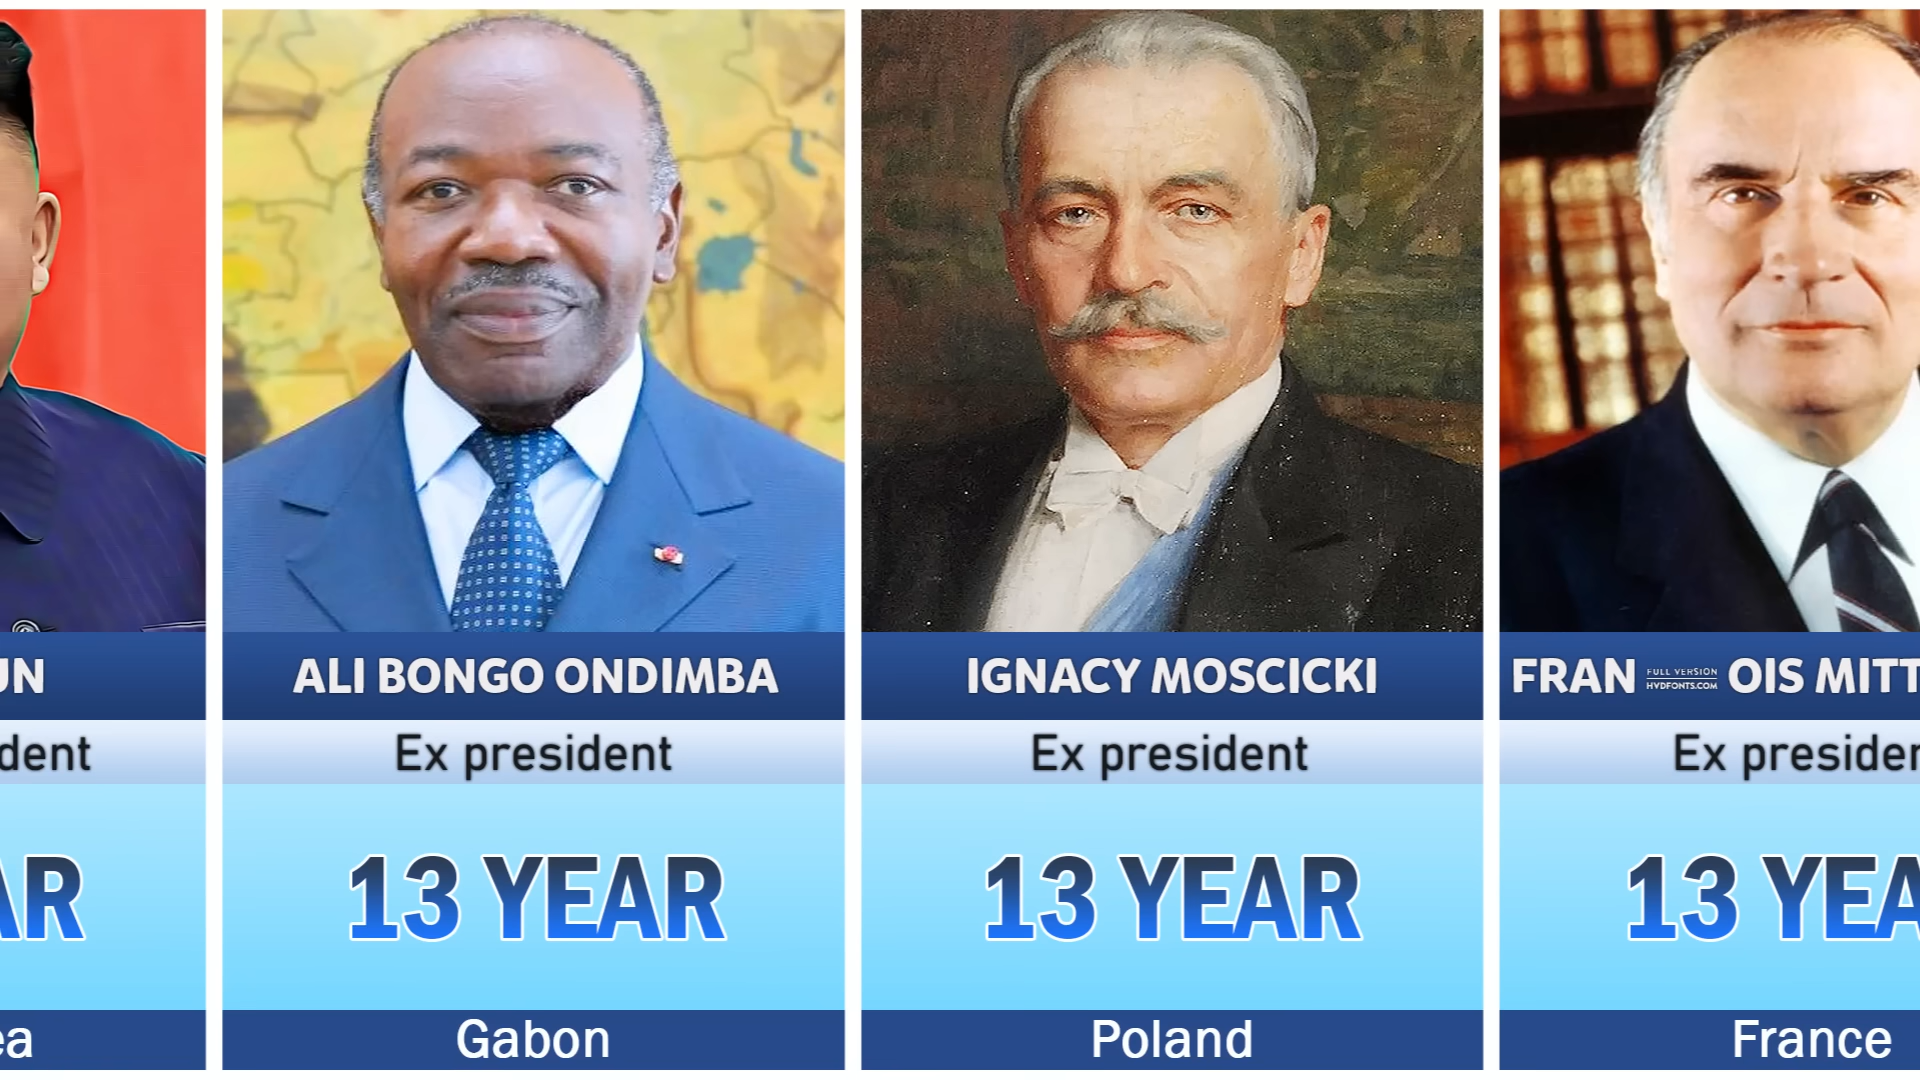 UN
dent
AR
ea
ALI BONGO ONDIMBA
Ex president
13 YEAR
Gabon
IGNACY MOSCICKI
Ex president
13 YEAR
Poland
FRAN FULL VERSION HVDFONTS.COM OIS MITT
Ex presiden
13 YEA
France